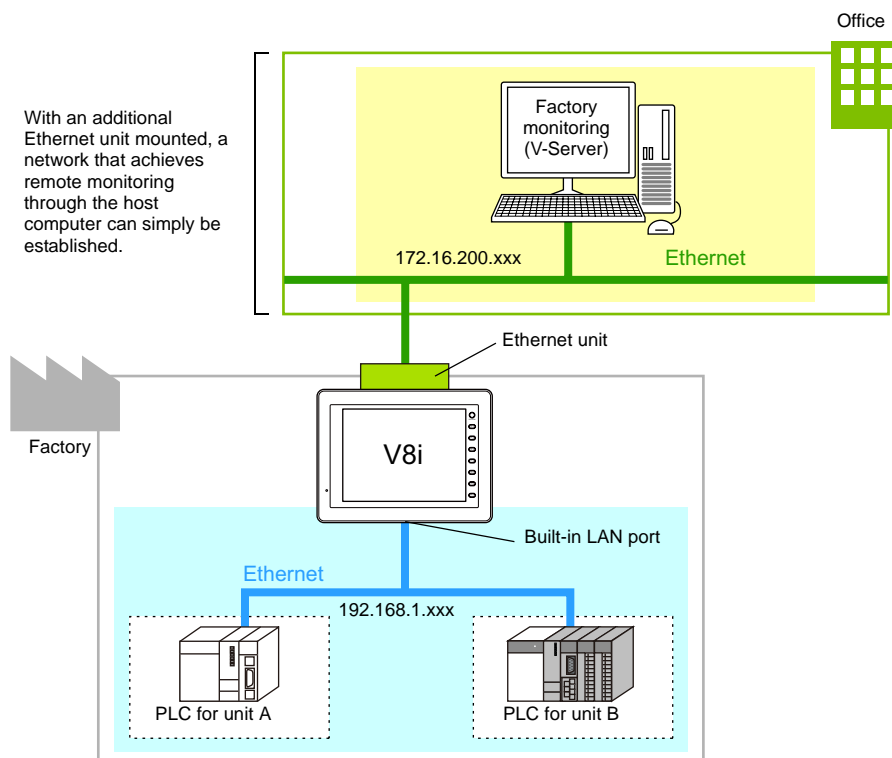 Office
With an additional
Ethernet unit mounted, a
network that achieves
remote monitoring
through the host
computer can simply be
established.
Factory
monitoring
(V-Server)
172.16.200.xxx
Ethernet
Ethernet unit
Factory
V8i
Built-in LAN port
Ethernet
192.168.1.xxx
PLC for unit A
PLC for unit B